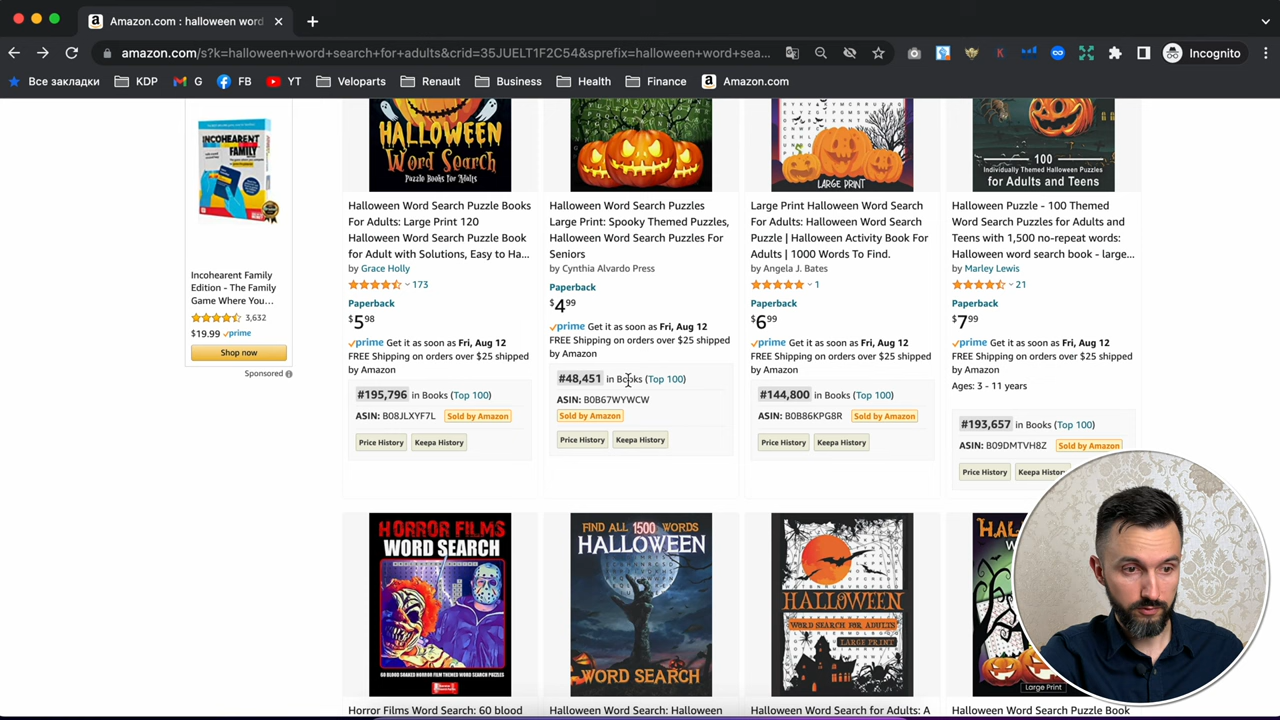 Amazon.com : halloween word
amazon.com/s?k=halloween+word+search+for+adults&crid=35JUELT1F2C54&sprefix=halloween+word+sea...
Incognito
Все закладки
KDP
G
FB
YT
Veloparts
Renault
Business
Health
Finance
Amazon.com
INCOHEARENT
FAMILY
Incohearent Family
Edition - The Family
Game Where You...
3,632
$19.99 prime
Shop now
Sponsored
HALLOWEEN
Word Search
Puzzle Books for Adults
Halloween Word Search Puzzle Books
For Adults: Large Print 120
Halloween Word Search Puzzle Book
for Adult with Solutions, Easy to Ha...
by Grace Holly
173
Paperback
$5.98
prime Get it as soon as Fri, Aug 12
FREE Shipping on orders over $25 shipped
by Amazon
#195,796 in Books (Top 100)
ASIN: B08JLXYF7L Sold by Amazon
Price History Keepa History
Halloween Word Search Puzzles
Large Print: Spooky Themed Puzzles,
Halloween Word Search Puzzles For
Seniors
by Cynthia Alvardo Press
Paperback
$4.99
prime Get it as soon as Fri, Aug 12
FREE Shipping on orders over $25 shipped
by Amazon
#48,451 in Books (Top 100)
ASIN: B0B67WYWCW
Sold by Amazon
Price History Keepa History
LARGE PRINT
Large Print Halloween Word Search
For Adults: Halloween Word Search
Puzzle | Halloween Activity Book For
Adults | 1000 Words To Find.
by Angela J. Bates
1
Paperback
$6.99
prime Get it as soon as Fri, Aug 12
FREE Shipping on orders over $25 shipped
by Amazon
#144,800 in Books (Top 100)
ASIN: B0B86KPG8R Sold by Amazon
Price History Keepa History
100
Individually Themed Halloween Puzzles
for Adults and Teens
Halloween Puzzle - 100 Themed
Word Search Puzzles for Adults and
Teens with 1,500 no-repeat words:
Halloween word search book - large...
by Marley Lewis
21
Paperback
$7.99
prime Get it as soon as Fri, Aug 12
FREE Shipping on orders over $25 shipped
by Amazon
Ages: 3 - 11 years
#193,657 in Books (Top 100)
ASIN: B09DMTVH8Z Sold by Amazon
Price History Keepa Histor
HORROR FILMS
WORD SEARCH
60 BLOOD SOAKED HORROR FILM THEMED WORD SEARCH PUZZLES
Horror Films Word Search: 60 blood
FIND ALL 1500 WORDS
HALLOWEEN
WORD SEARCH
Halloween Word Search: Halloween
HALLOWEEN
WORD SEARCH FOR ADULTS
LARGE PRINT
Halloween Word Search for Adults: A
Large Print
Halloween Word Search Puzzle Book